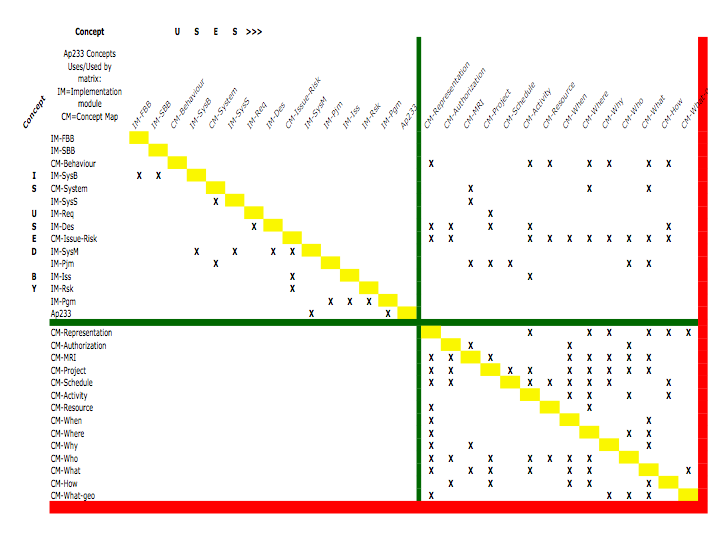 Concept U S E S >>>
Ap233 Concepts
Uses/Used by
matrix:
IM=Implementation
module
CM=Concept Map
Concept
IM-FBB
IM-SBB
CM-Behaviour
IM-SysB
CM-System
IM-SysS
IM-Req
IM-Des
CM-Issue-Risk
IM-SysM
IM-Pjm
IM-Iss
IM-Rsk
IM-Pgm
Ap233
CM-Representation
CM-Authorization
CM-MRI
CM-Project
CM-Schedule
CM-Activity
CM-Resource
CM-When
CM-Where
CM-Why
CM-Who
CM-What
CM-How
IM-FBB
IM-SBB
CM-Behaviour X X X X X X X
I IM-SysB X X
S CM-System X X X
IM-SysS X X
U IM-Req X
S IM-Des X X X X X X
E CM-Issue-Risk X X X X X X X X X X
D IM-SysM X X X X
IM-Pjm X X X X X X
B IM-Iss X X
Y IM-Rsk X
IM-Pgm X X X
Ap233 X X
CM-Representation X X X X X X
CM-Authorization X X X
CM-MRI X X X X X X X X
CM-Project X X X X X X X X X
CM-Schedule X X X X X X X X
CM-Activity X X X X
CM-Resource X X
CM-When X X
CM-Where X X X
CM-Why X X X
CM-Who X X X X X X X
CM-What X X X X X X X
CM-How X X X X X
CM-What-geo X X X X